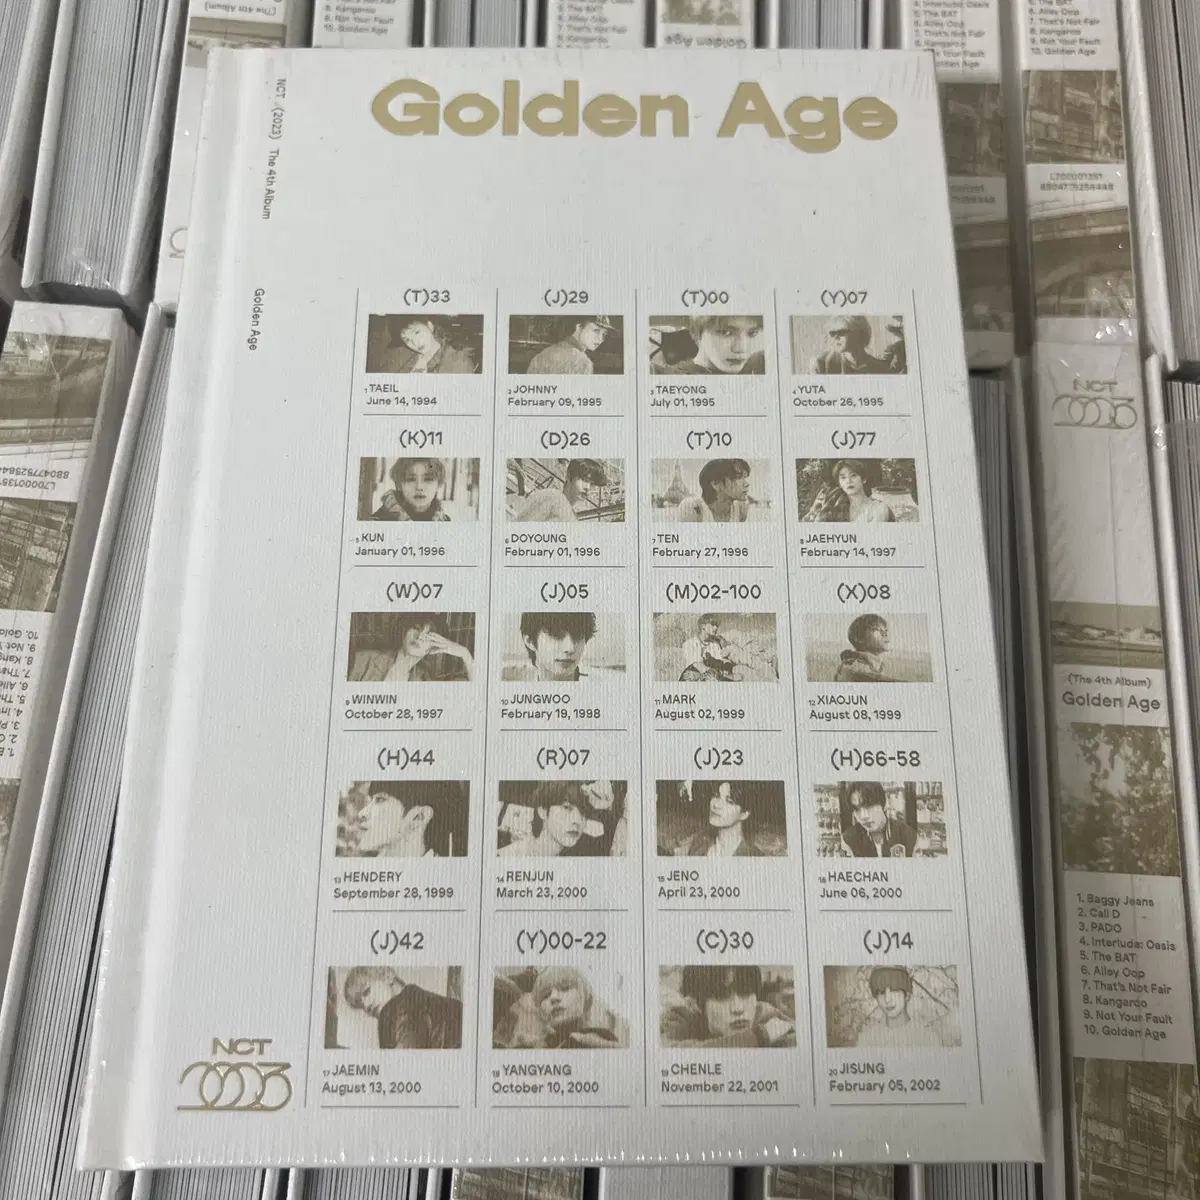 Golden Age
NCT (2023) The 4th Album
Golden Age
(T)33
1 TAEIL
June 14, 1994
(J)29
2 JOHNNY
February 09, 1995
(T)00
3 TAEYONG
July 01, 1995
(Y)07
4 YUTA
October 26, 1995
(K)11
5 KUN
January 01, 1996
(D)26
6 DOYOUNG
February 01, 1996
(T)10
7 TEN
February 27, 1996
(J)77
8 JAEHYUN
February 14, 1997
(W)07
9 WINWIN
October 28, 1997
(J)05
10 JUNGWOO
February 19, 1998
(M)02-100
11 MARK
August 02, 1999
(X)08
12 XIAOJUN
August 08, 1999
(H)44
13 HENDERY
September 28, 1999
(R)07
14 RENJUN
March 23, 2000
(J)23
15 JENO
April 23, 2000
(H)66-58
16 HAECHAN
June 06, 2000
(J)42
17 JAEMIN
August 13, 2000
(Y)00-22
18 YANGYANG
October 10, 2000
(C)30
19 CHENLE
November 22, 2001
(J)14
20 JISUNG
February 05, 2002
NCT
2023
NCT
2023
(The 4th Album)
Golden Age
1. Baggy Jeans
2. Call D
3. PADO
4. Interlude: Oasis
5. The BAT
6. Alley Oop
7. That's Not Fair
8. Kangaroo
9. Not Your Fault
10. Golden Age